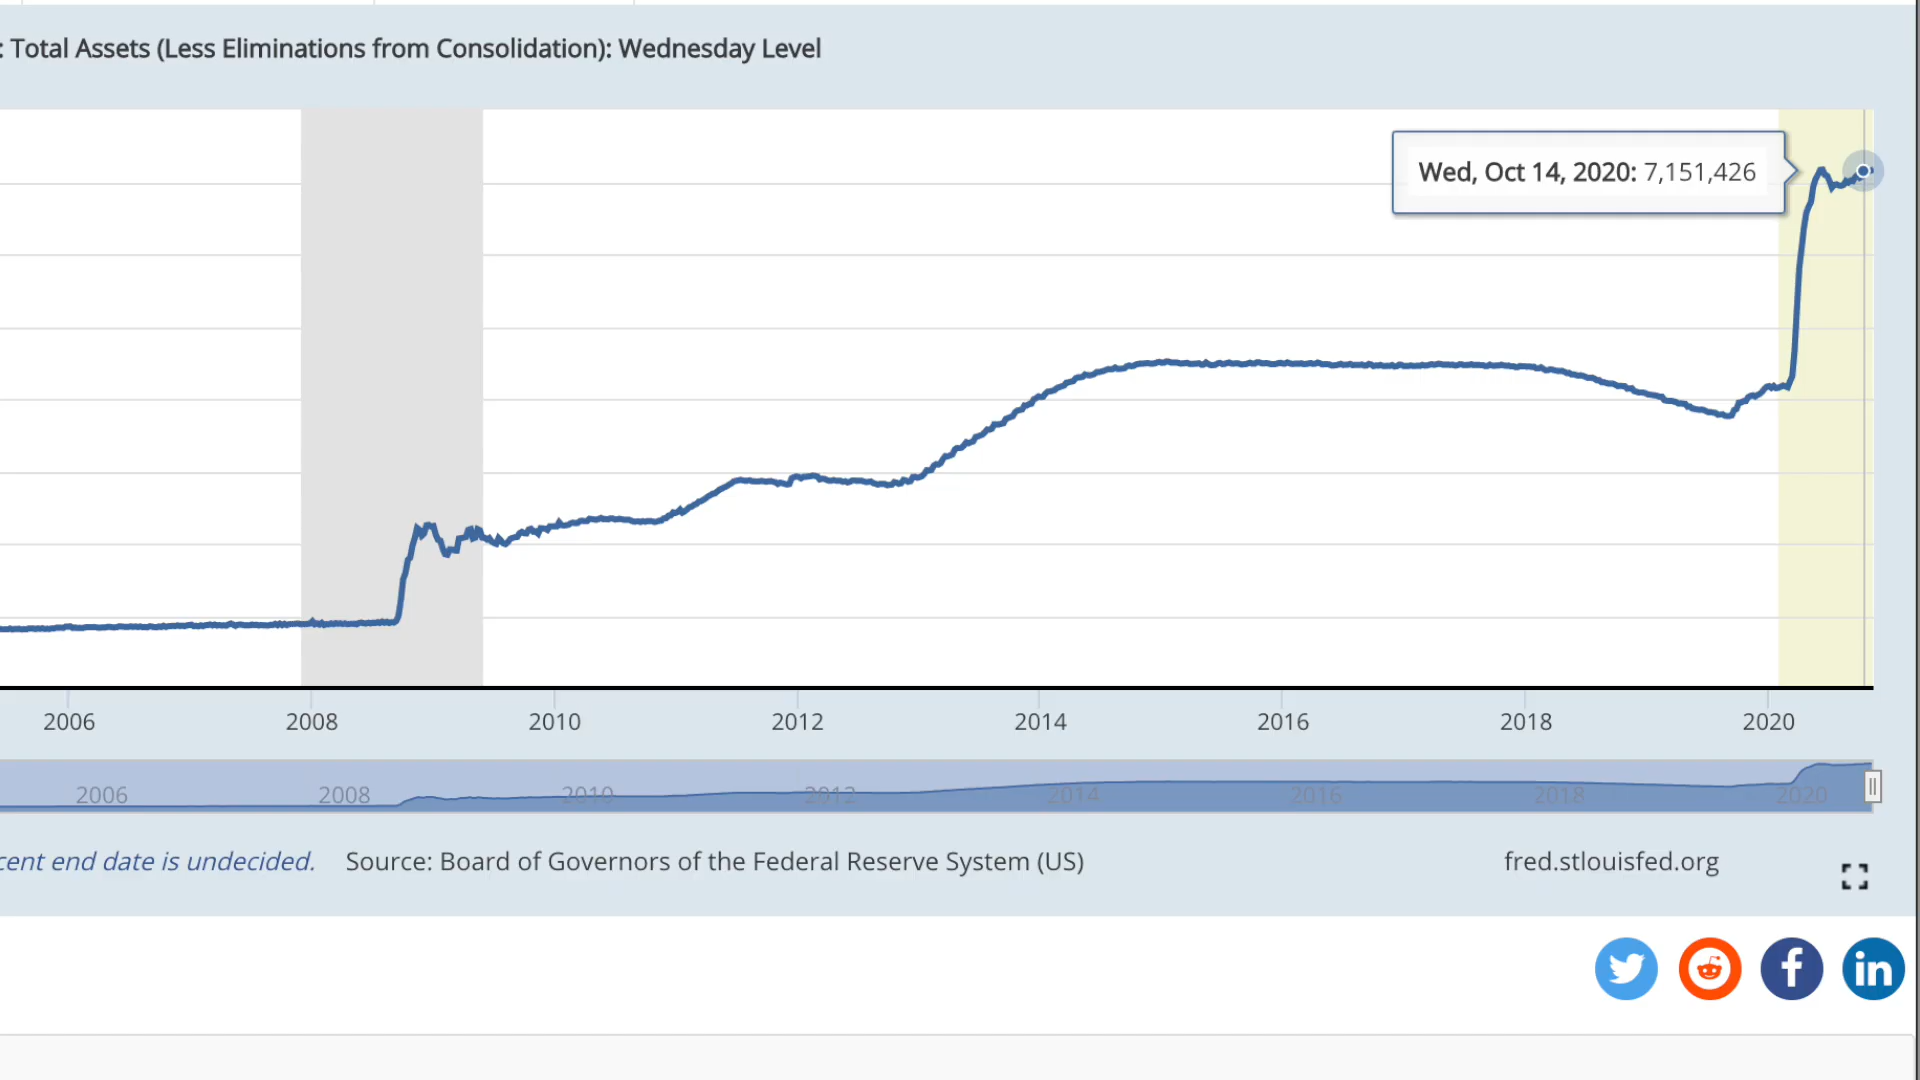 : Total Assets (Less Eliminations from Consolidation): Wednesday Level
Wed, Oct 14, 2020: 7,151,426
2006 2008 2010 2012 2014 2016 2018 2020
2006 2008 2010 2012 2014 2016 2018 2020
cent end date is undecided. Source: Board of Governors of the Federal Reserve System (US) fred.stlouisfed.org
f in